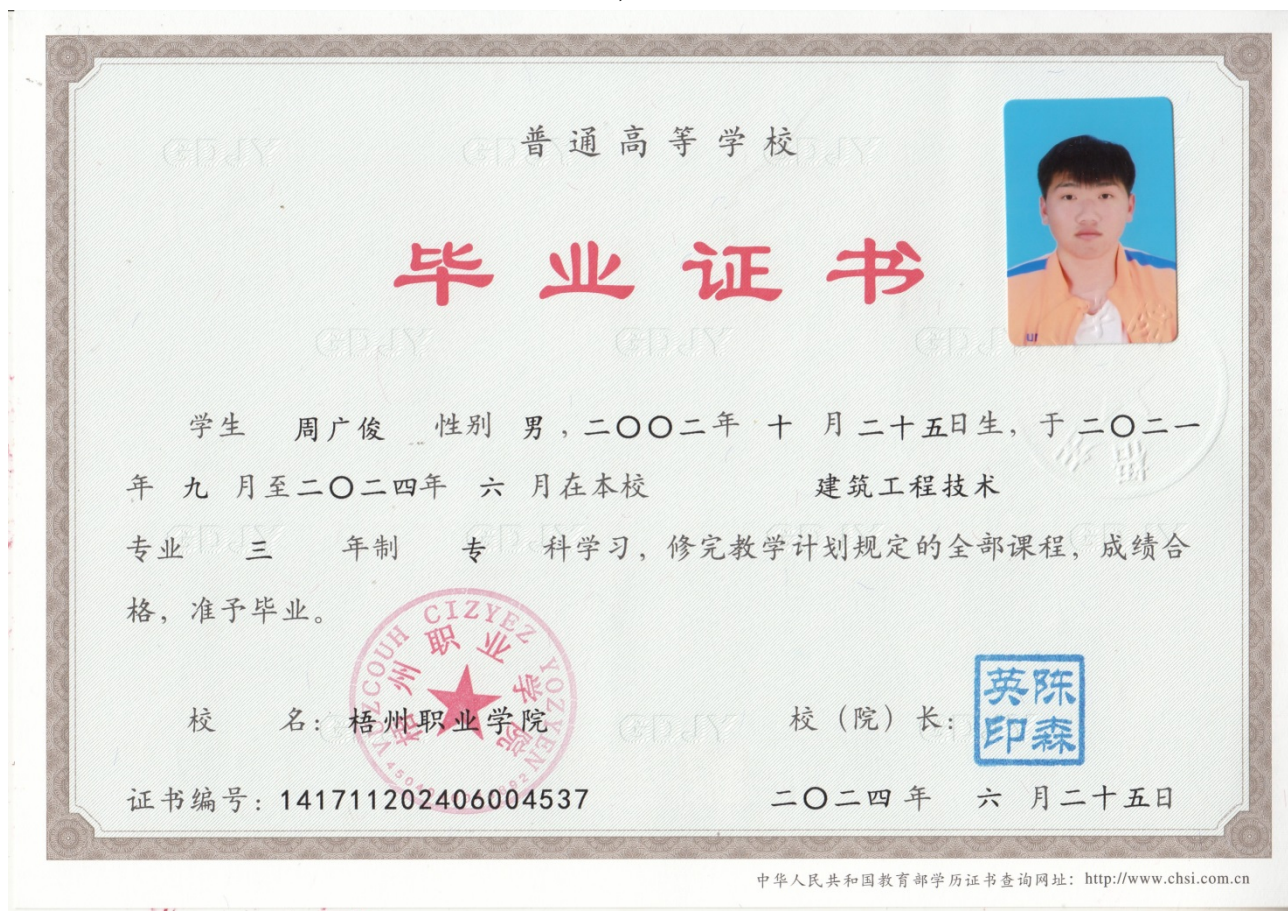 普通高等学校
毕业证书
学生 周广俊 性别 男，二〇〇二年 十 月 二十五日生，于 二〇二一
年 九 月至二〇二四年 六 月在本校 建筑工程技术
专业 三 年制 专 科学习，修完教学计划规定的全部课程，成绩合
格，准予毕业。
校 名：梧州职业学院
校（院）长：
陈森英印
梧州职业学院
证书编号：141711202406004537
二〇二四年 六 月二十五日
中华人民共和国教育部学历证书查询网址：http://www.chsi.com.cn
GDJY